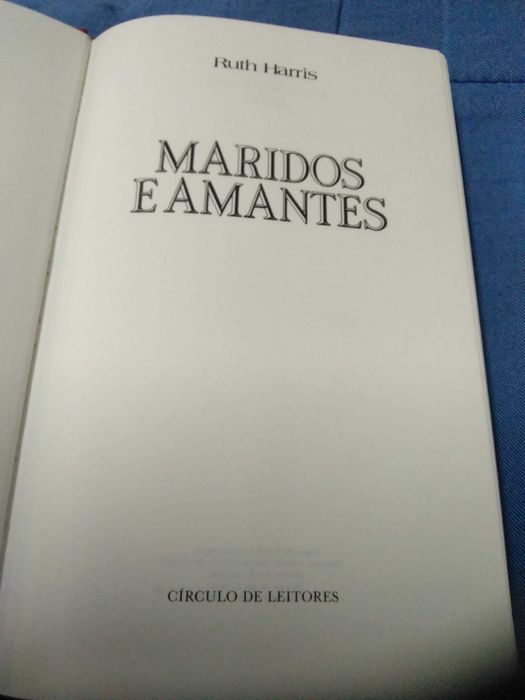 Ruth Harris
MARIDOS
E AMANTES
CÍRCULO DE LEITORES